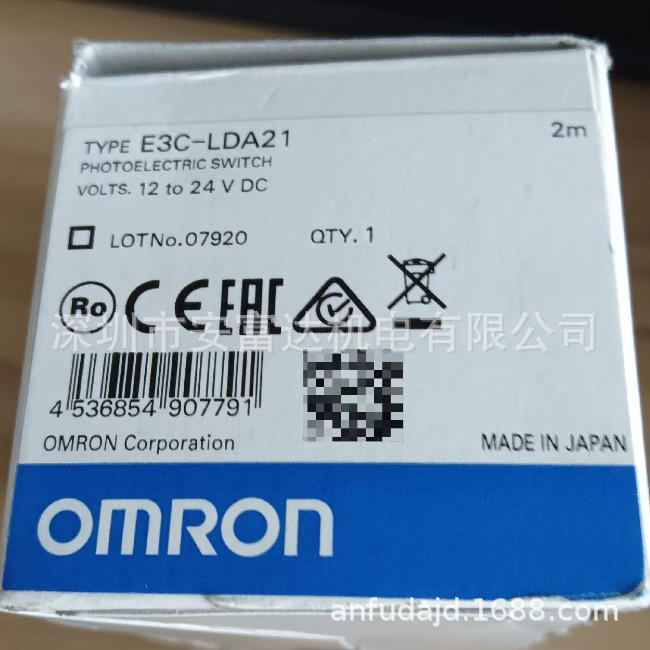 TYPE E3C-LDA21 2m
PHOTOELECTRIC SWITCH
VOLTS. 12 to 24 V DC
LOTNo.07920 QTY. 1
Ro CE EAC
深圳市安富达机电有限公司
4 536854 907791
OMRON Corporation MADE IN JAPAN
OMRON
anfudajd.1688.com